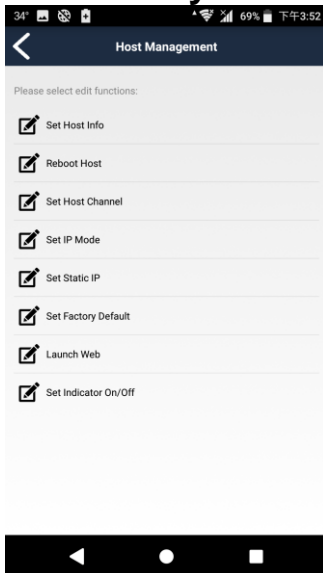 34° 69% 下午3:52
Host Management
Please select edit functions:
Set Host Info
Reboot Host
Set Host Channel
Set IP Mode
Set Static IP
Set Factory Default
Launch Web
Set Indicator On/Off